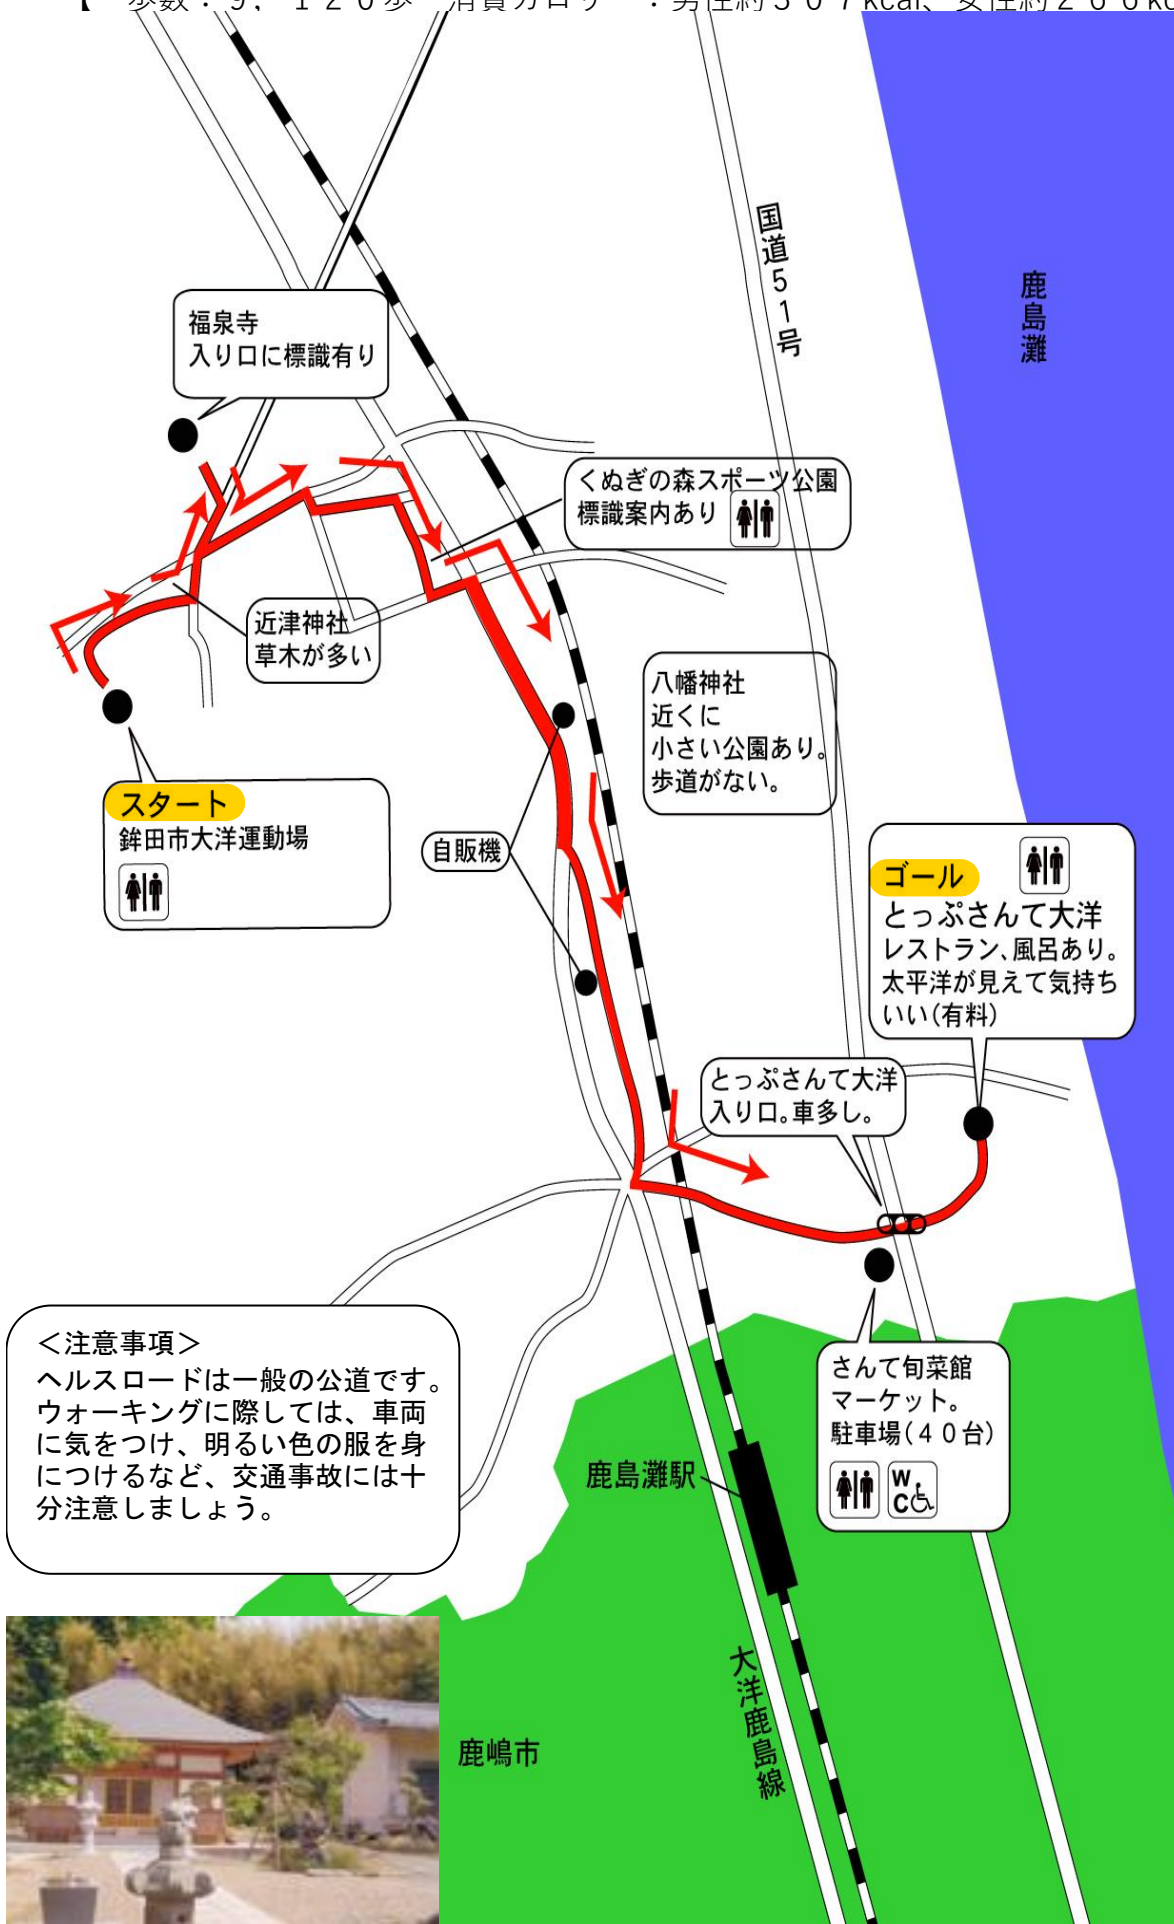 国道51号
鹿島灘
福泉寺
入り口に標識有り
くぬぎの森スポーツ公園
標識案内あり
近津神社
草木が多い
八幡神社
近くに
小さい公園あり。
歩道がない。
スタート
鉾田市大洋運動場
自販機
ゴール
とっぷさんて大洋
レストラン、風呂あり。
太平洋が見えて気持ち
いい(有料)
とっぷさんて大洋
入り口。車多し。
<注意事項>
ヘルスロードは一般の公道です。
ウォーキングに際しては、車両
に気をつけ、明るい色の服を身
につけるなど、交通事故には十
分注意しましょう。
さんて旬菜館
マーケット。
駐車場(40台)
WC
鹿島灘駅
大洋鹿島線
鹿嶋市